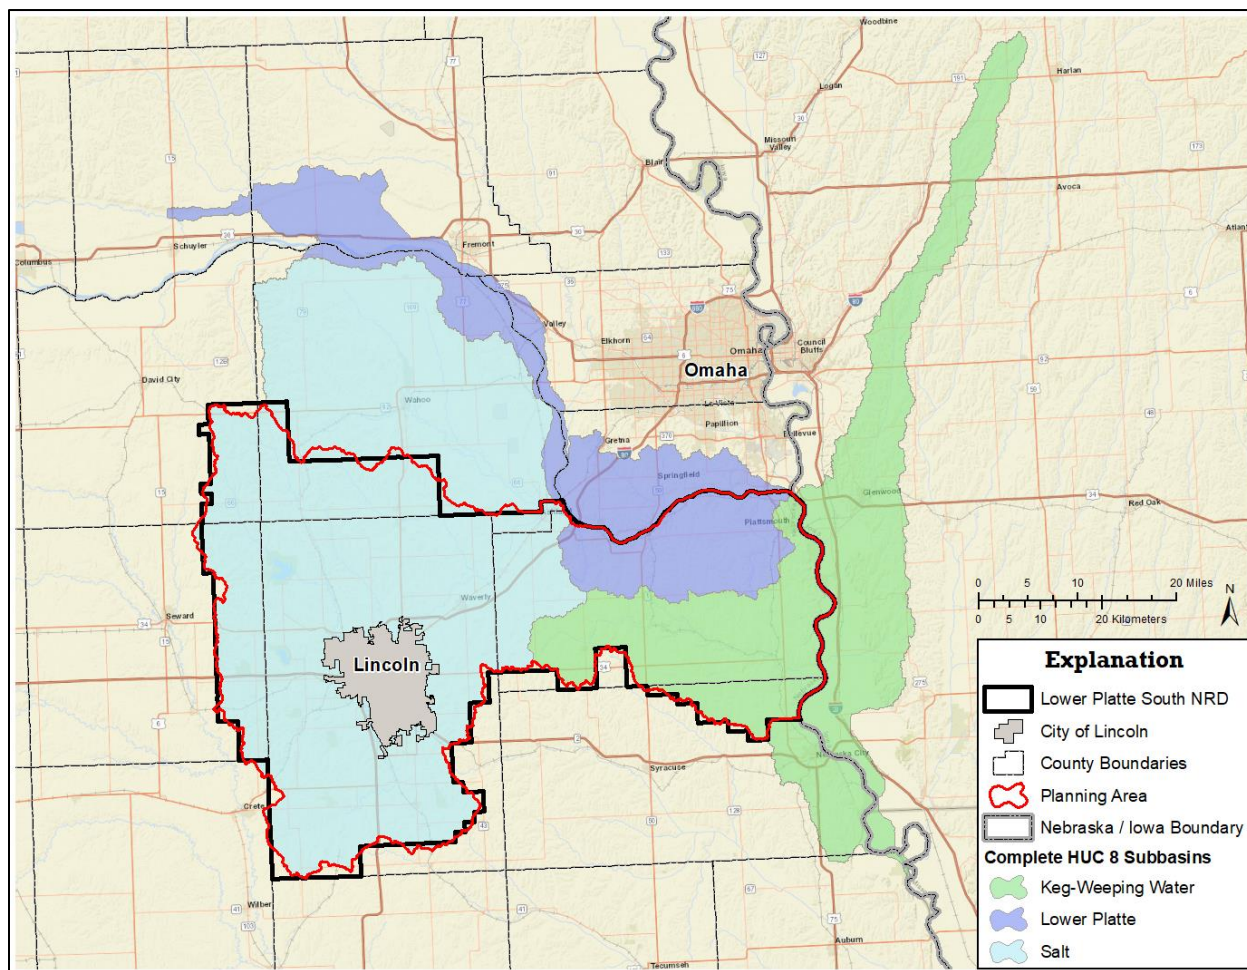 Woodbine
Harlan
Logan
Missouri
Valley
Blair
Avoca
Atlan
Schuyler
Columbus
Fremont
Valley
Elkhorn
Omaha
Council
Bluffs
Omaha
David City
Wahoo
La Vista
Papillion
Bellevue
Gretna
Springfield
Glenwood
Red Oak
Plattsmouth
Waverly
Seward
Lincoln
Syracuse
Nebraska City
Crete
Wilber
Auburn
Tecumseh
0 5 10 20 Miles
0 5 10 20 Kilometers
N
Explanation
Lower Platte South NRD
City of Lincoln
County Boundaries
Planning Area
Nebraska / Iowa Boundary
Complete HUC 8 Subbasins
Keg-Weeping Water
Lower Platte
Salt